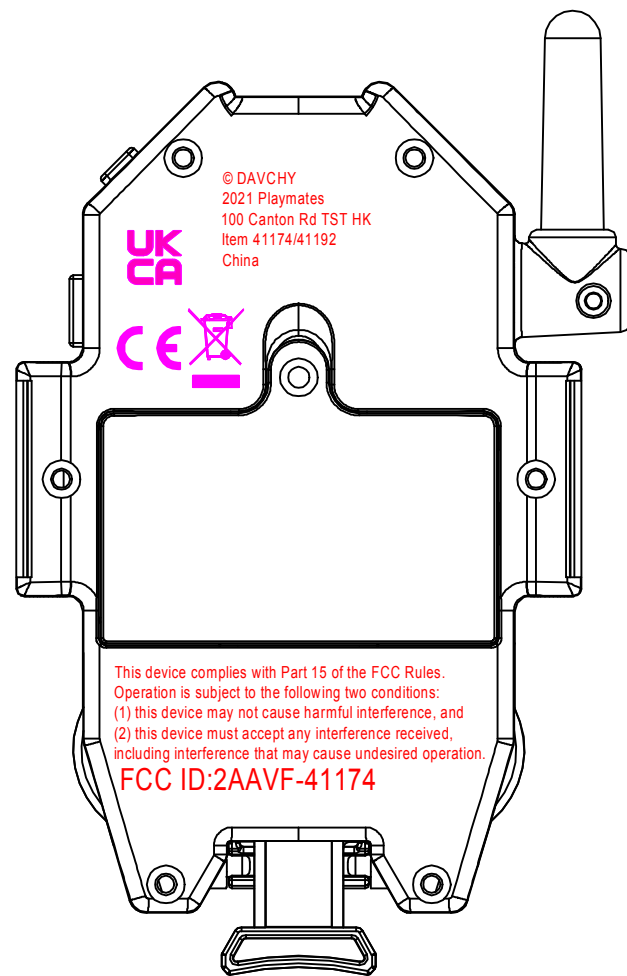 © DAVCHY
2021 Playmates
100 Canton Rd TST HK
Item 41174/41192
China
UK
CA
CE
This device complies with Part 15 of the FCC Rules.
Operation is subject to the following two conditions:
(1) this device may not cause harmful interference, and
(2) this device must accept any interference received,
including interference that may cause undesired operation.
FCC ID:2AAVF-41174